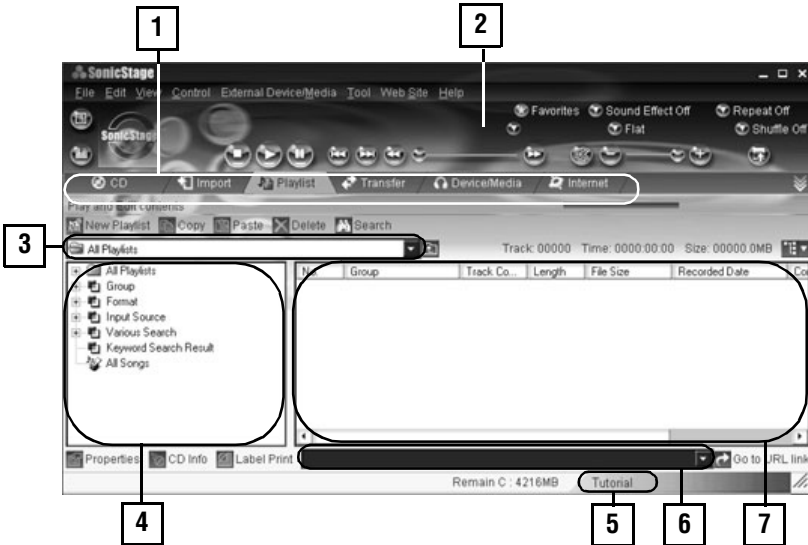 1
2
SonicStage
File Edit View Control External Device/Media Tool Web Site Help
Favorites Sound Effect Off Repeat Off
SonicStage
Flat Shuffle Off
CD Import Playlist Transfer Device/Media Internet
Play and Edit contents
New Playlist Copy Paste Delete Search
3
All Playlists
Track: 00000 Time: 0000:00:00 Size: 00000.0MB
All Playlists
Group
Format
Input Source
Various Search
Keyword Search Result
All Songs
No. Group Track Co... Length File Size Recorded Date
Properties CD Info Label Print
Go to URL link
Remain C : 4216MB
Tutorial
4
5
6
7